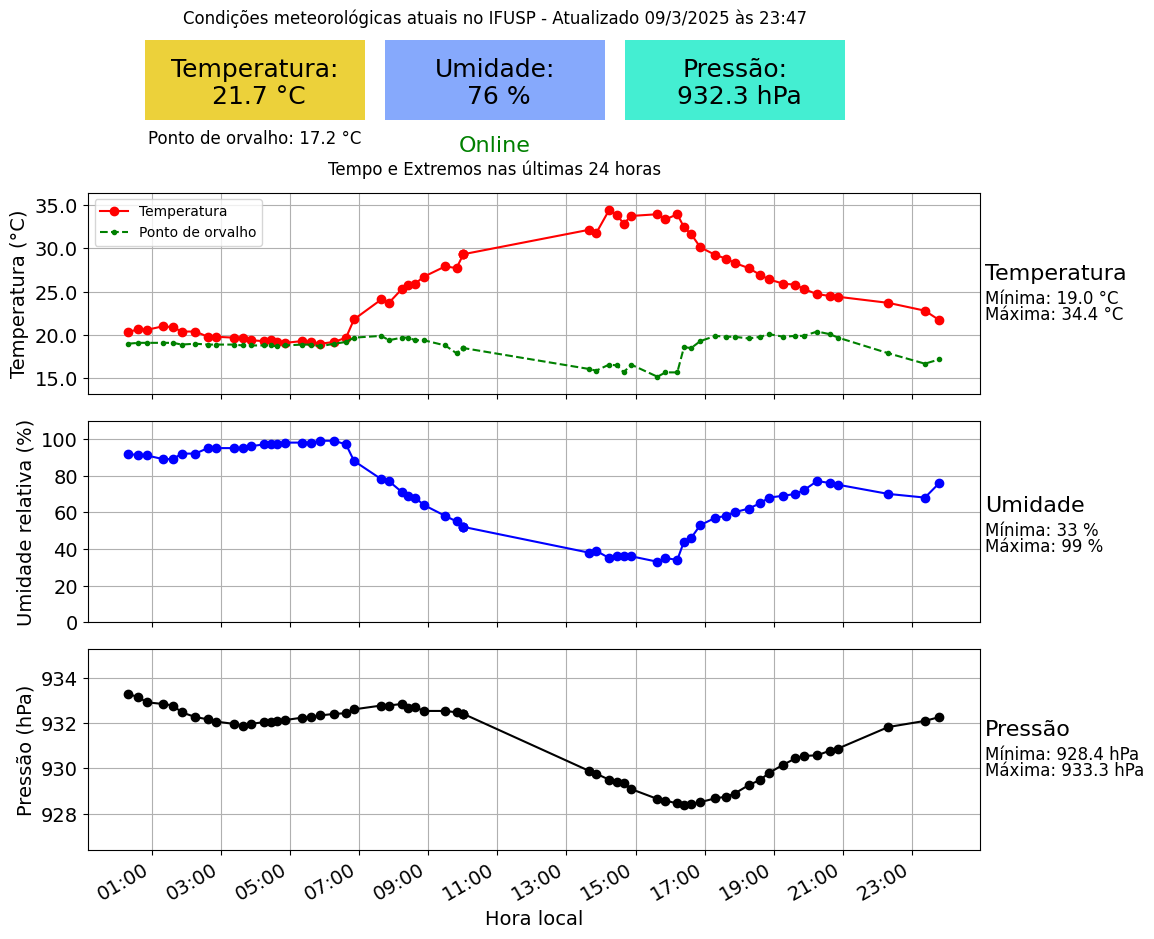 Condições meteorológicas atuais no IFUSP - Atualizado 09/3/2025 às 23:47
Temperatura:
21.7 °C
Umidade:
76 %
Pressão:
932.3 hPa
Ponto de orvalho: 17.2 °C
Online
Tempo e Extremos nas últimas 24 horas
Temperatura (°C)
35.0
30.0
25.0
20.0
15.0
Temperatura
Ponto de orvalho
Temperatura
Mínima: 19.0 °C
Máxima: 34.4 °C
Umidade relativa (%)
100
80
60
40
20
0
Umidade
Mínima: 33 %
Máxima: 99 %
Pressão (hPa)
934
932
930
928
Pressão
Mínima: 928.4 hPa
Máxima: 933.3 hPa
01:00
03:00
05:00
07:00
09:00
11:00
13:00
15:00
17:00
19:00
21:00
23:00
Hora local